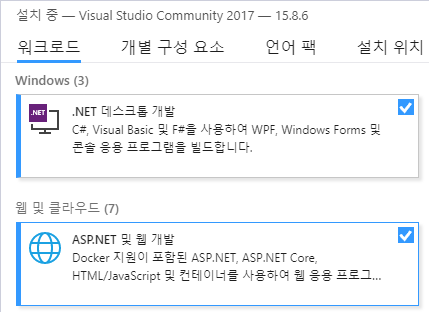 설치 중 — Visual Studio Community 2017 — 15.8.6
워크로드 개별 구성 요소 언어 팩 설치 위치
Windows (3)
.NET
.NET 데스크톱 개발
C#, Visual Basic 및 F#을 사용하여 WPF, Windows Forms 및
콘솔 응용 프로그램을 빌드합니다.
웹 및 클라우드 (7)
ASP.NET 및 웹 개발
Docker 지원이 포함된 ASP.NET, ASP.NET Core,
HTML/JavaScript 및 컨테이너를 사용하여 웹 응용 프로그...